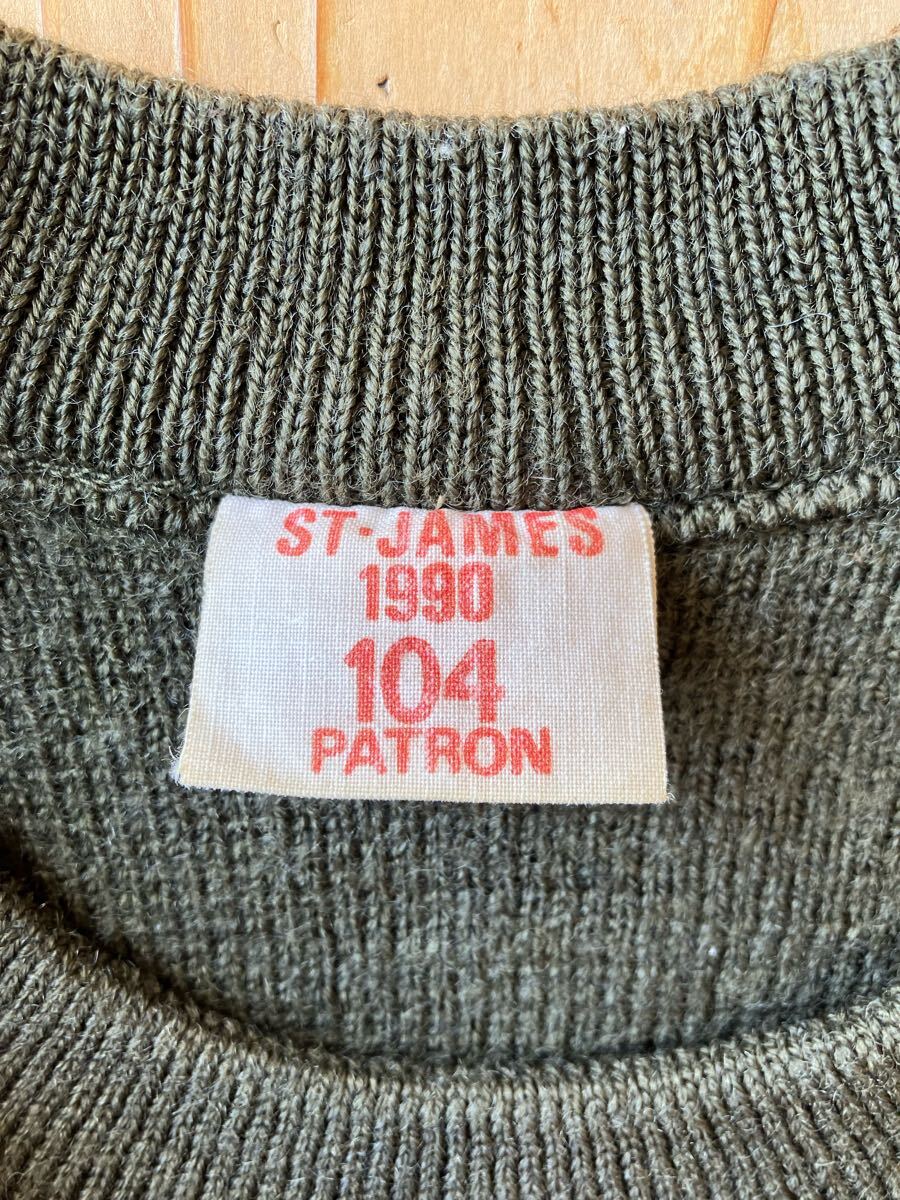 ST-JAMES
1990
104
PATRON